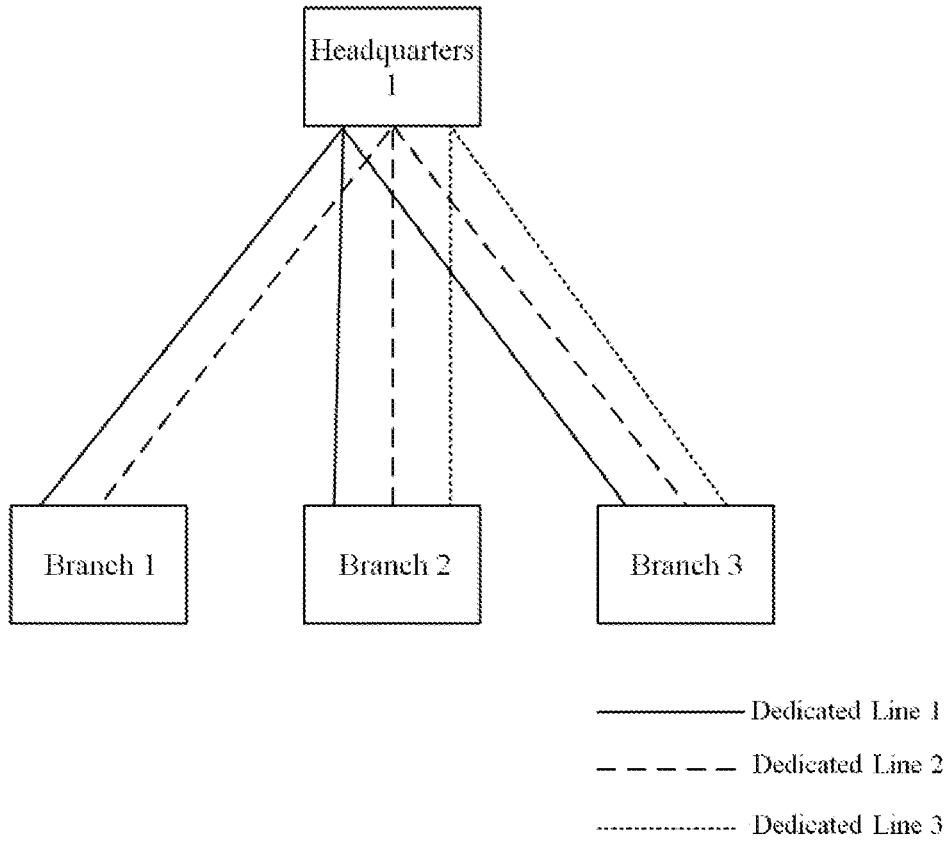 Headquarters
1
Branch 1
Branch 2
Branch 3
Dedicated Line 1
Dedicated Line 2
Dedicated Line 3